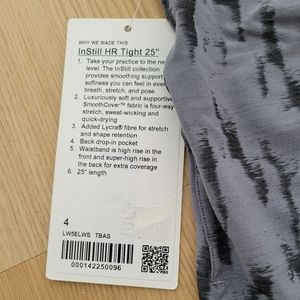 WHY WE MADE THIS
InStill HR Tight 25"
1. Take your practice to the ne
level. The InStill collection
provides smoothing support
softness you can feel in ever
breath, stretch, and pose
2. Luxuriously soft and supportive
SmoothCover™ fabric is four-way
stretch, sweat-wicking and
quick-drying
3. Added Lycra® fibre for stretch
and shape retention
4. Back drop-in pocket
5. Waistband is high rise in the
front and super-high rise in
the back for extra coverage
6. 25" length
4
LW5ELWS TBAS
000142250096